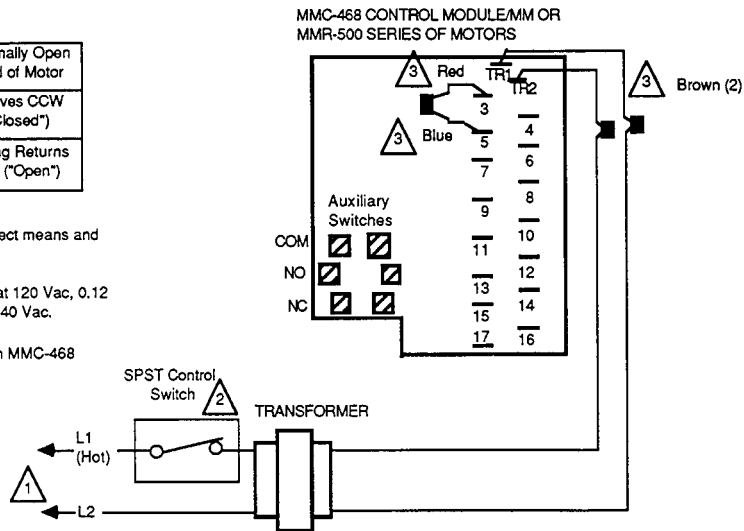 MMC-468 CONTROL MODULE/MM OR
MMR-500 SERIES OF MOTORS
nally Open
d of Motor
ves CCW
Closed")
g Returns
("Open")
ect means and
at 120 Vac, 0.12
40 Vac.
n MMC-468
3 Red
TR1
TR2
3 Brown (2)
3 Blue
3
4
5
6
7
8
9
10
11
12
13
14
15
16
17
Auxiliary
Switches
COM
NO
NC
SPST Control
Switch
2
TRANSFORMER
L1
(Hot)
1
L2